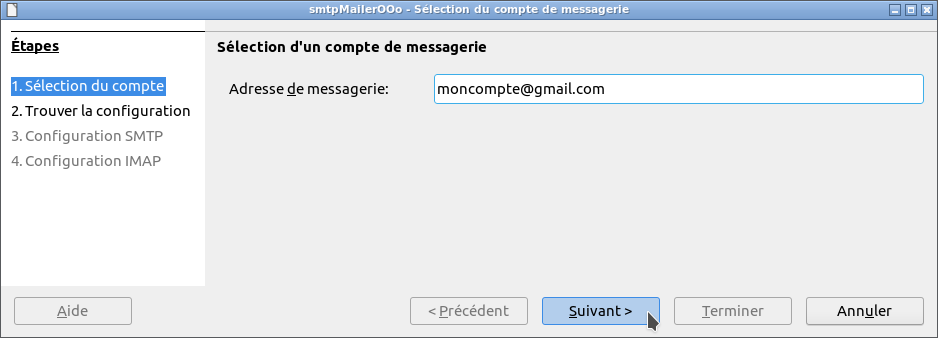 smtpMailerOOo - Sélection du compte de messagerie
Étapes
1. Sélection du compte
2. Trouver la configuration
3. Configuration SMTP
4. Configuration IMAP
Sélection d'un compte de messagerie
Adresse de messagerie: moncompte@gmail.com
Aide < Précédent Suivant > Terminer Annuler